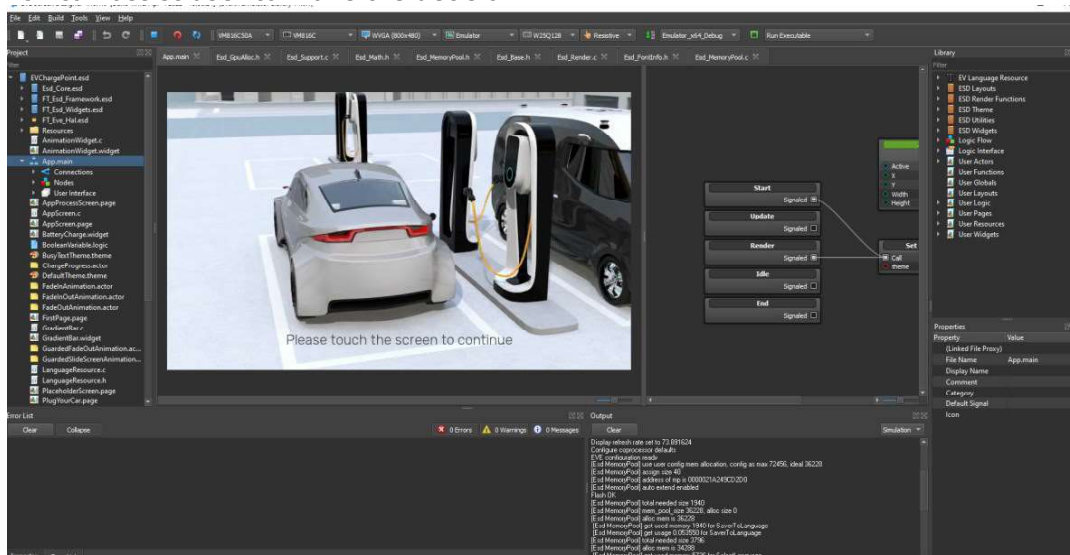 File Edit Build Tools View Help
VM816C50A VM816C WVGA (800x480) Emulator W25Q128 Resistive Emulator_x64_Debug Run Executable
Project
App.main Esd_GpuAlloc.h Esd_Support.c Esd_Math.h Esd_MemoryPool.h Esd_Base.h Esd_Render.c Esd_FontInfo.h Esd_MemoryPool.c
Library
Filter
EVChargePoint.esd
Esd_Core.esd
FT_Esd_Framework.esd
FT_Esd_Widgets.esd
FT_Eve_Hal.esd
Resources
AnimationWidget.c
AnimationWidget.widget
App.main
Connections
Nodes
User Interface
AppProcessScreen.page
AppScreen.c
AppScreen.page
BatteryCharge.widget
BooleanVariable.logic
BusyTextTheme.theme
ChargeProgress.actor
DefaultTheme.theme
FadeInAnimation.actor
FadeInOutAnimation.actor
FadeOutAnimation.actor
FirstPage.page
GradientBar.c
GradientBar.widget
GuardedFadeOutAnimation.ac...
GuardedSlideScreenAnimation...
LanguageResource.c
LanguageResource.h
PlaceholderScreen.page
PlugYourCar.page
Please touch the screen to continue
Start
Signaled
Update
Signaled
Render
Signaled
Idle
Signaled
End
Signaled
Active
X
Y
Width
Height
Set
Call
theme
EV Language Resource
ESD Layouts
ESD Render Functions
ESD Theme
ESD Utilities
ESD Widgets
Logic Flow
Logic Interface
User Actors
User Functions
User Globals
User Layouts
User Logic
User Pages
User Resources
User Widgets
Properties
Property Value
(Linked File Proxy)
File Name App.main
Display Name
Comment
Category
Default Signal
Icon
Error List
Clear Collapse 0 Errors 0 Warnings 0 Messages
Output
Clear Simulation
Display refresh rate set to 73.891624
Configure coprocessor defaults
EVE configuration ready
[Esd MemoryPool] use user config mem allocation, config as max 72456, ideal 36228
[Esd MemoryPool] assign size 40
[Esd MemoryPool] address of mp is 0000021A249CD2D0
[Esd MemoryPool] auto extend enabled
Flash OK
[Esd MemoryPool] total needed size 1940
[Esd MemoryPool] mem_pool_size 36228, alloc size 0
[Esd MemoryPool] alloc mem is 36228
[Esd MemoryPool] get used memory 1940 for SaverToLanguage
[Esd MemoryPool] get usage 0.053550 for SaverToLanguage
[Esd MemoryPool] total needed size 3796
[Esd MemoryPool] alloc mem is 34288